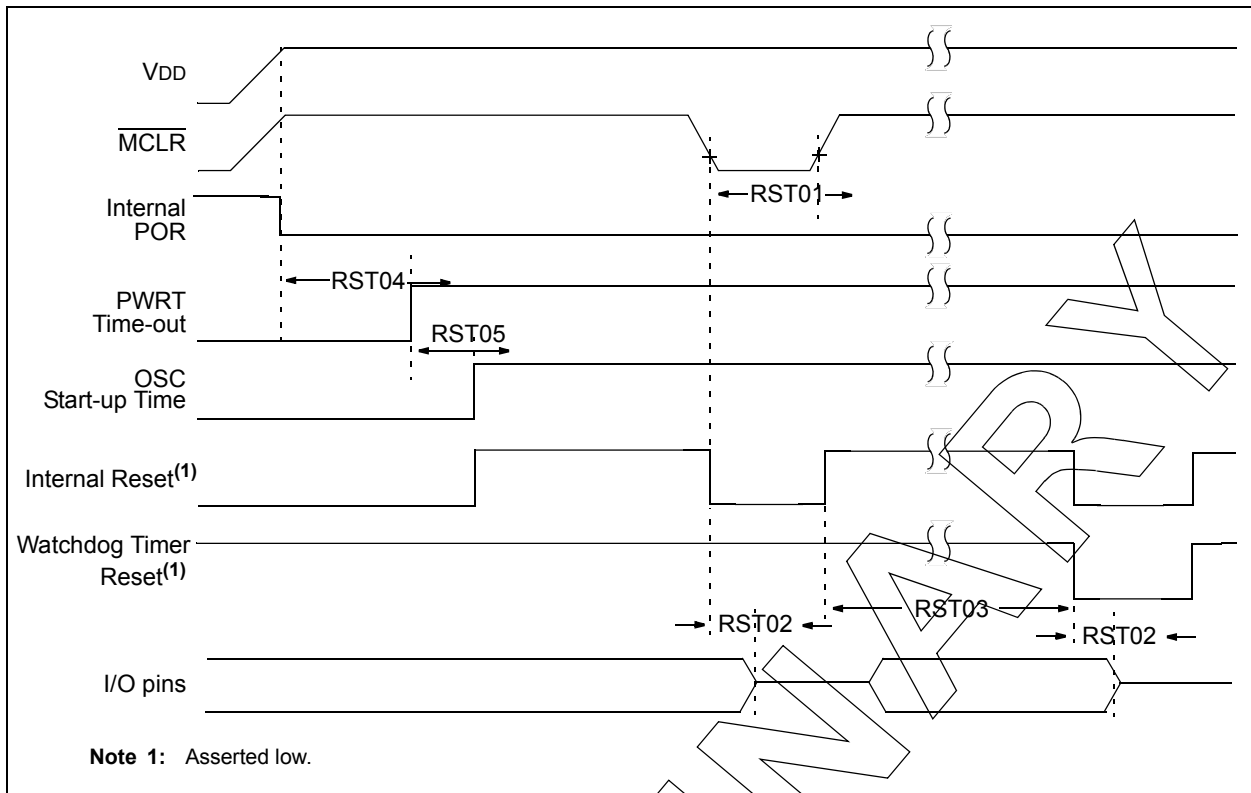 VDD
MCLR
RST01
Internal
POR
RST04
PWRT
Time-out
RST05
OSC
Start-up Time
Internal Reset(1)
Watchdog Timer
Reset(1)
RST03
RST02
RST02
I/O pins
Note 1: Asserted low.
N A R Y